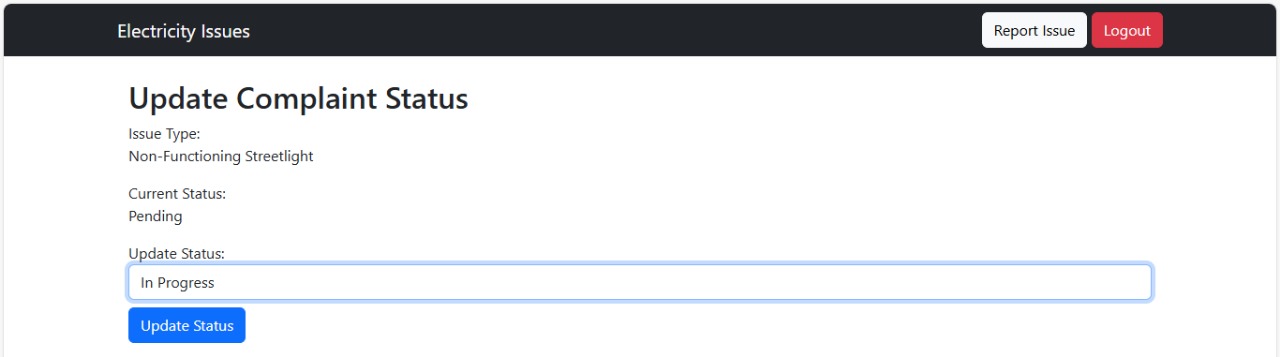 Electricity Issues
Report Issue
Logout
Update Complaint Status
Issue Type:
Non-Functioning Streetlight
Current Status:
Pending
Update Status:
In Progress
Update Status